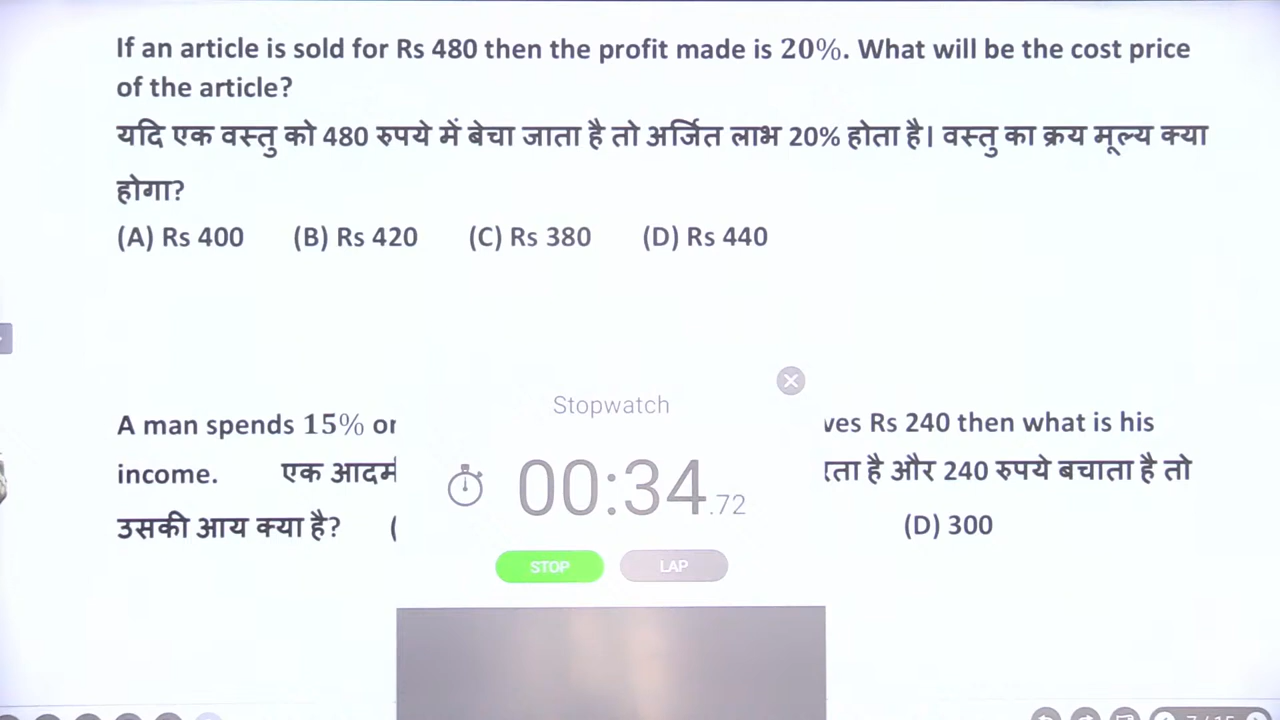 If an article is sold for Rs 480 then the profit made is 20%. What will be the cost price
of the article?
यदि एक वस्तु को 480 रुपये में बेचा जाता है तो अर्जित लाभ 20% होता है। वस्तु का क्रय मूल्य क्या
होगा?
(A) Rs 400 (B) Rs 420 (C) Rs 380 (D) Rs 440
Stopwatch
00:34.72
STOP LAP
A man spends 15% Rs 240 then what is his
income. एक है और 240 रुपये बचाता है तो
उसकी आय क्या है? (D) 300